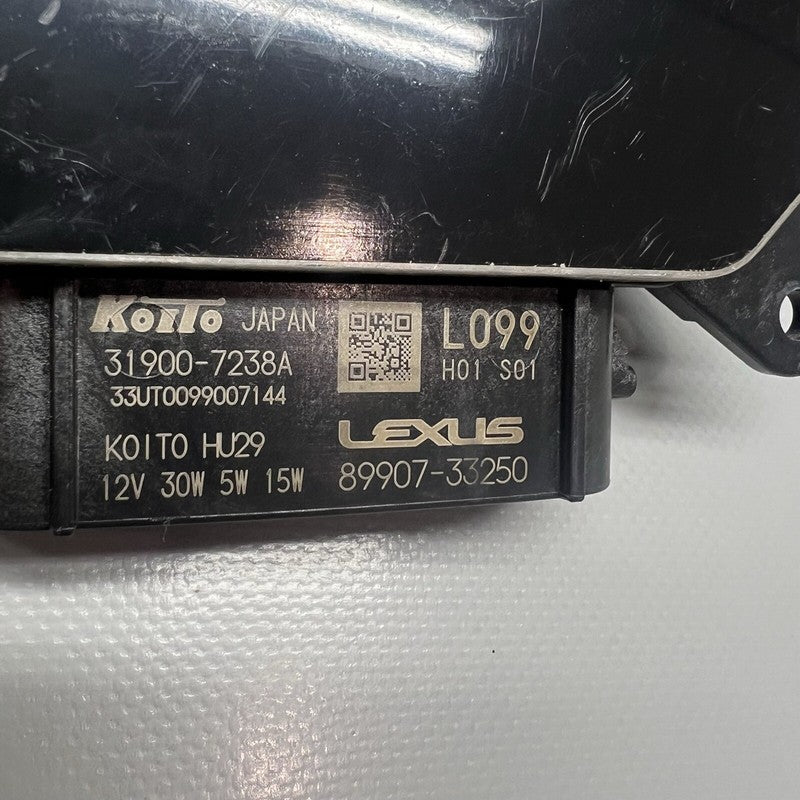 KOITO JAPAN
31900-7238A
33UT0099007144
KOITO HU29
12V 30W 5W 15W
L099
H01 S01
LEXUS
89907-33250